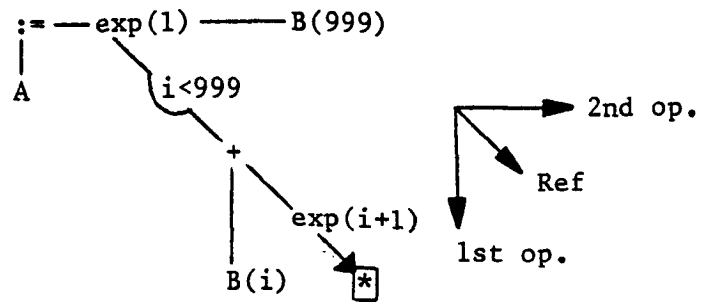 := exp(1) B(999)
A
i<999
2nd op.
+
Ref
exp(i+1)
1st op.
B(i)
*